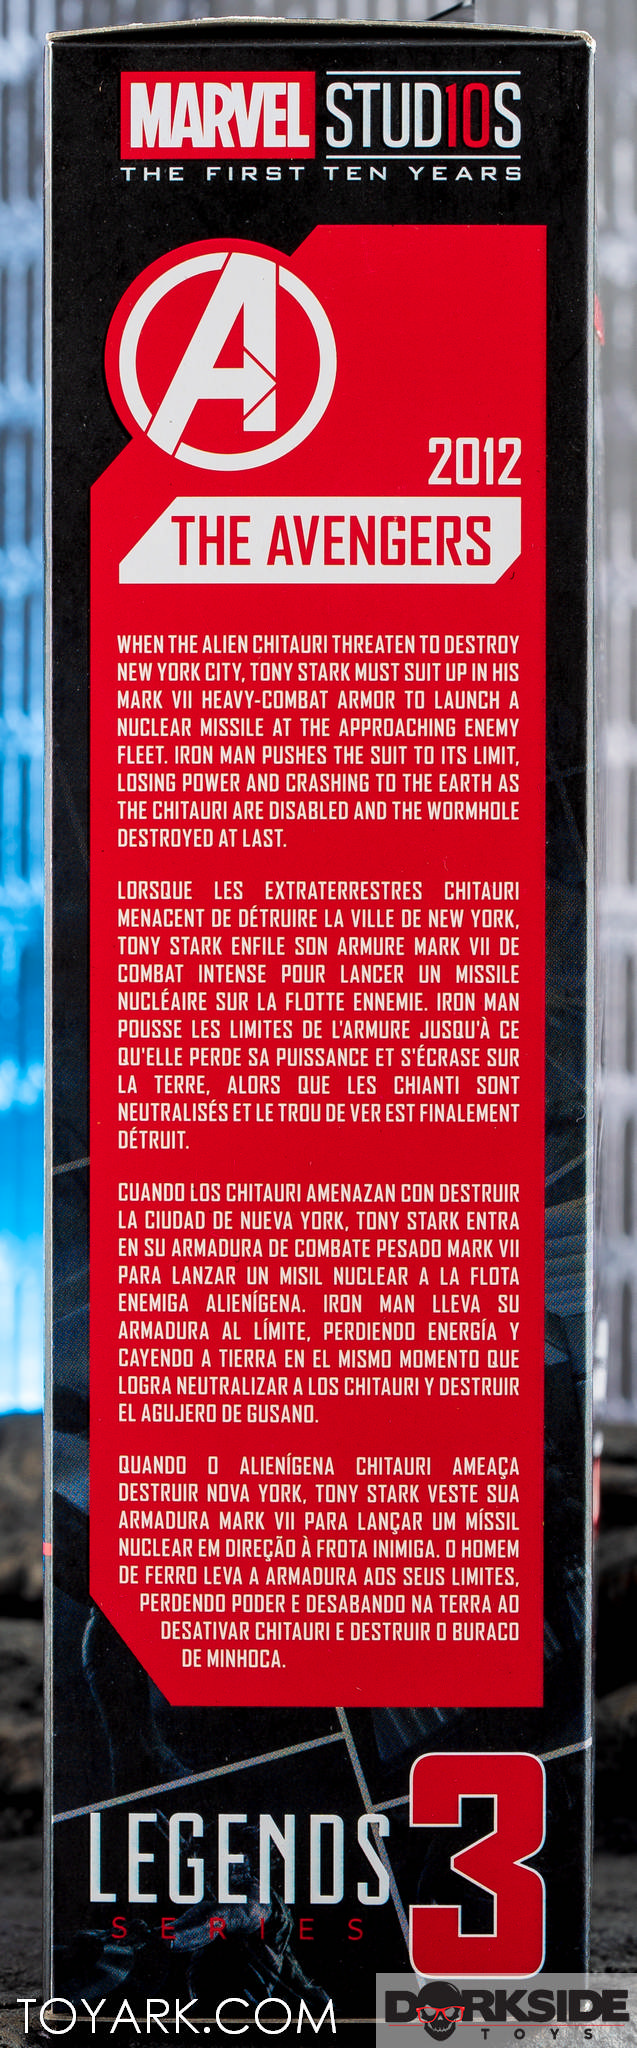 MARVEL STUD10S
THE FIRST TEN YEARS
A
2012
THE AVENGERS
WHEN THE ALIEN CHITAURI THREATEN TO DESTROY
NEW YORK CITY, TONY STARK MUST SUIT UP IN HIS
MARK VII HEAVY-COMBAT ARMOR TO LAUNCH A
NUCLEAR MISSILE AT THE APPROACHING ENEMY
FLEET. IRON MAN PUSHES THE SUIT TO ITS LIMIT,
LOSING POWER AND CRASHING TO THE EARTH AS
THE CHITAURI ARE DISABLED AND THE WORMHOLE
DESTROYED AT LAST.
LORSQUE LES EXTRATERRESTRES CHITAURI
MENACENT DE DÉTRUIRE LA VILLE DE NEW YORK,
TONY STARK ENFILE SON ARMURE MARK VII DE
COMBAT INTENSE POUR LANCER UN MISSILE
NUCLÉAIRE SUR LA FLOTTE ENNEMIE. IRON MAN
POUSSE LES LIMITES DE L'ARMURE JUSQU'À CE
QU'ELLE PERDE SA PUISSANCE ET S'ÉCRASE SUR
LA TERRE, ALORS QUE LES CHIANTI SONT
NEUTRALISÉS ET LE TROU DE VER EST FINALEMENT
DÉTRUIT.
CUANDO LOS CHITAURI AMENAZAN CON DESTRUIR
LA CIUDAD DE NUEVA YORK, TONY STARK ENTRA
EN SU ARMADURA DE COMBATE PESADO MARK VII
PARA LANZAR UN MISIL NUCLEAR A LA FLOTA
ENEMIGA ALIENÍGENA. IRON MAN LLEVA SU
ARMADURA AL LÍMITE, PERDIENDO ENERGÍA Y
CAYENDO A TIERRA EN EL MISMO MOMENTO QUE
LOGRA NEUTRALIZAR A LOS CHITAURI Y DESTRUIR
EL AGUJERO DE GUSANO.
QUANDO O ALIENÍGENA CHITAURI AMEAÇA
DESTRUIR NOVA YORK, TONY STARK VESTE SUA
ARMADURA MARK VII PARA LANÇAR UM MÍSSIL
NUCLEAR EM DIREÇÃO À FROTA INIMIGA. O HOMEM
DE FERRO LEVA A ARMADURA AOS SEUS LIMITES,
PERDENDO PODER E DESABANDO NA TERRA AO
DESATIVAR CHITAURI E DESTRUIR O BURACO
DE MINHOCA.
LEGENDS
SERIES
3
TOYARK.COM
DARKSIDE
TOYS